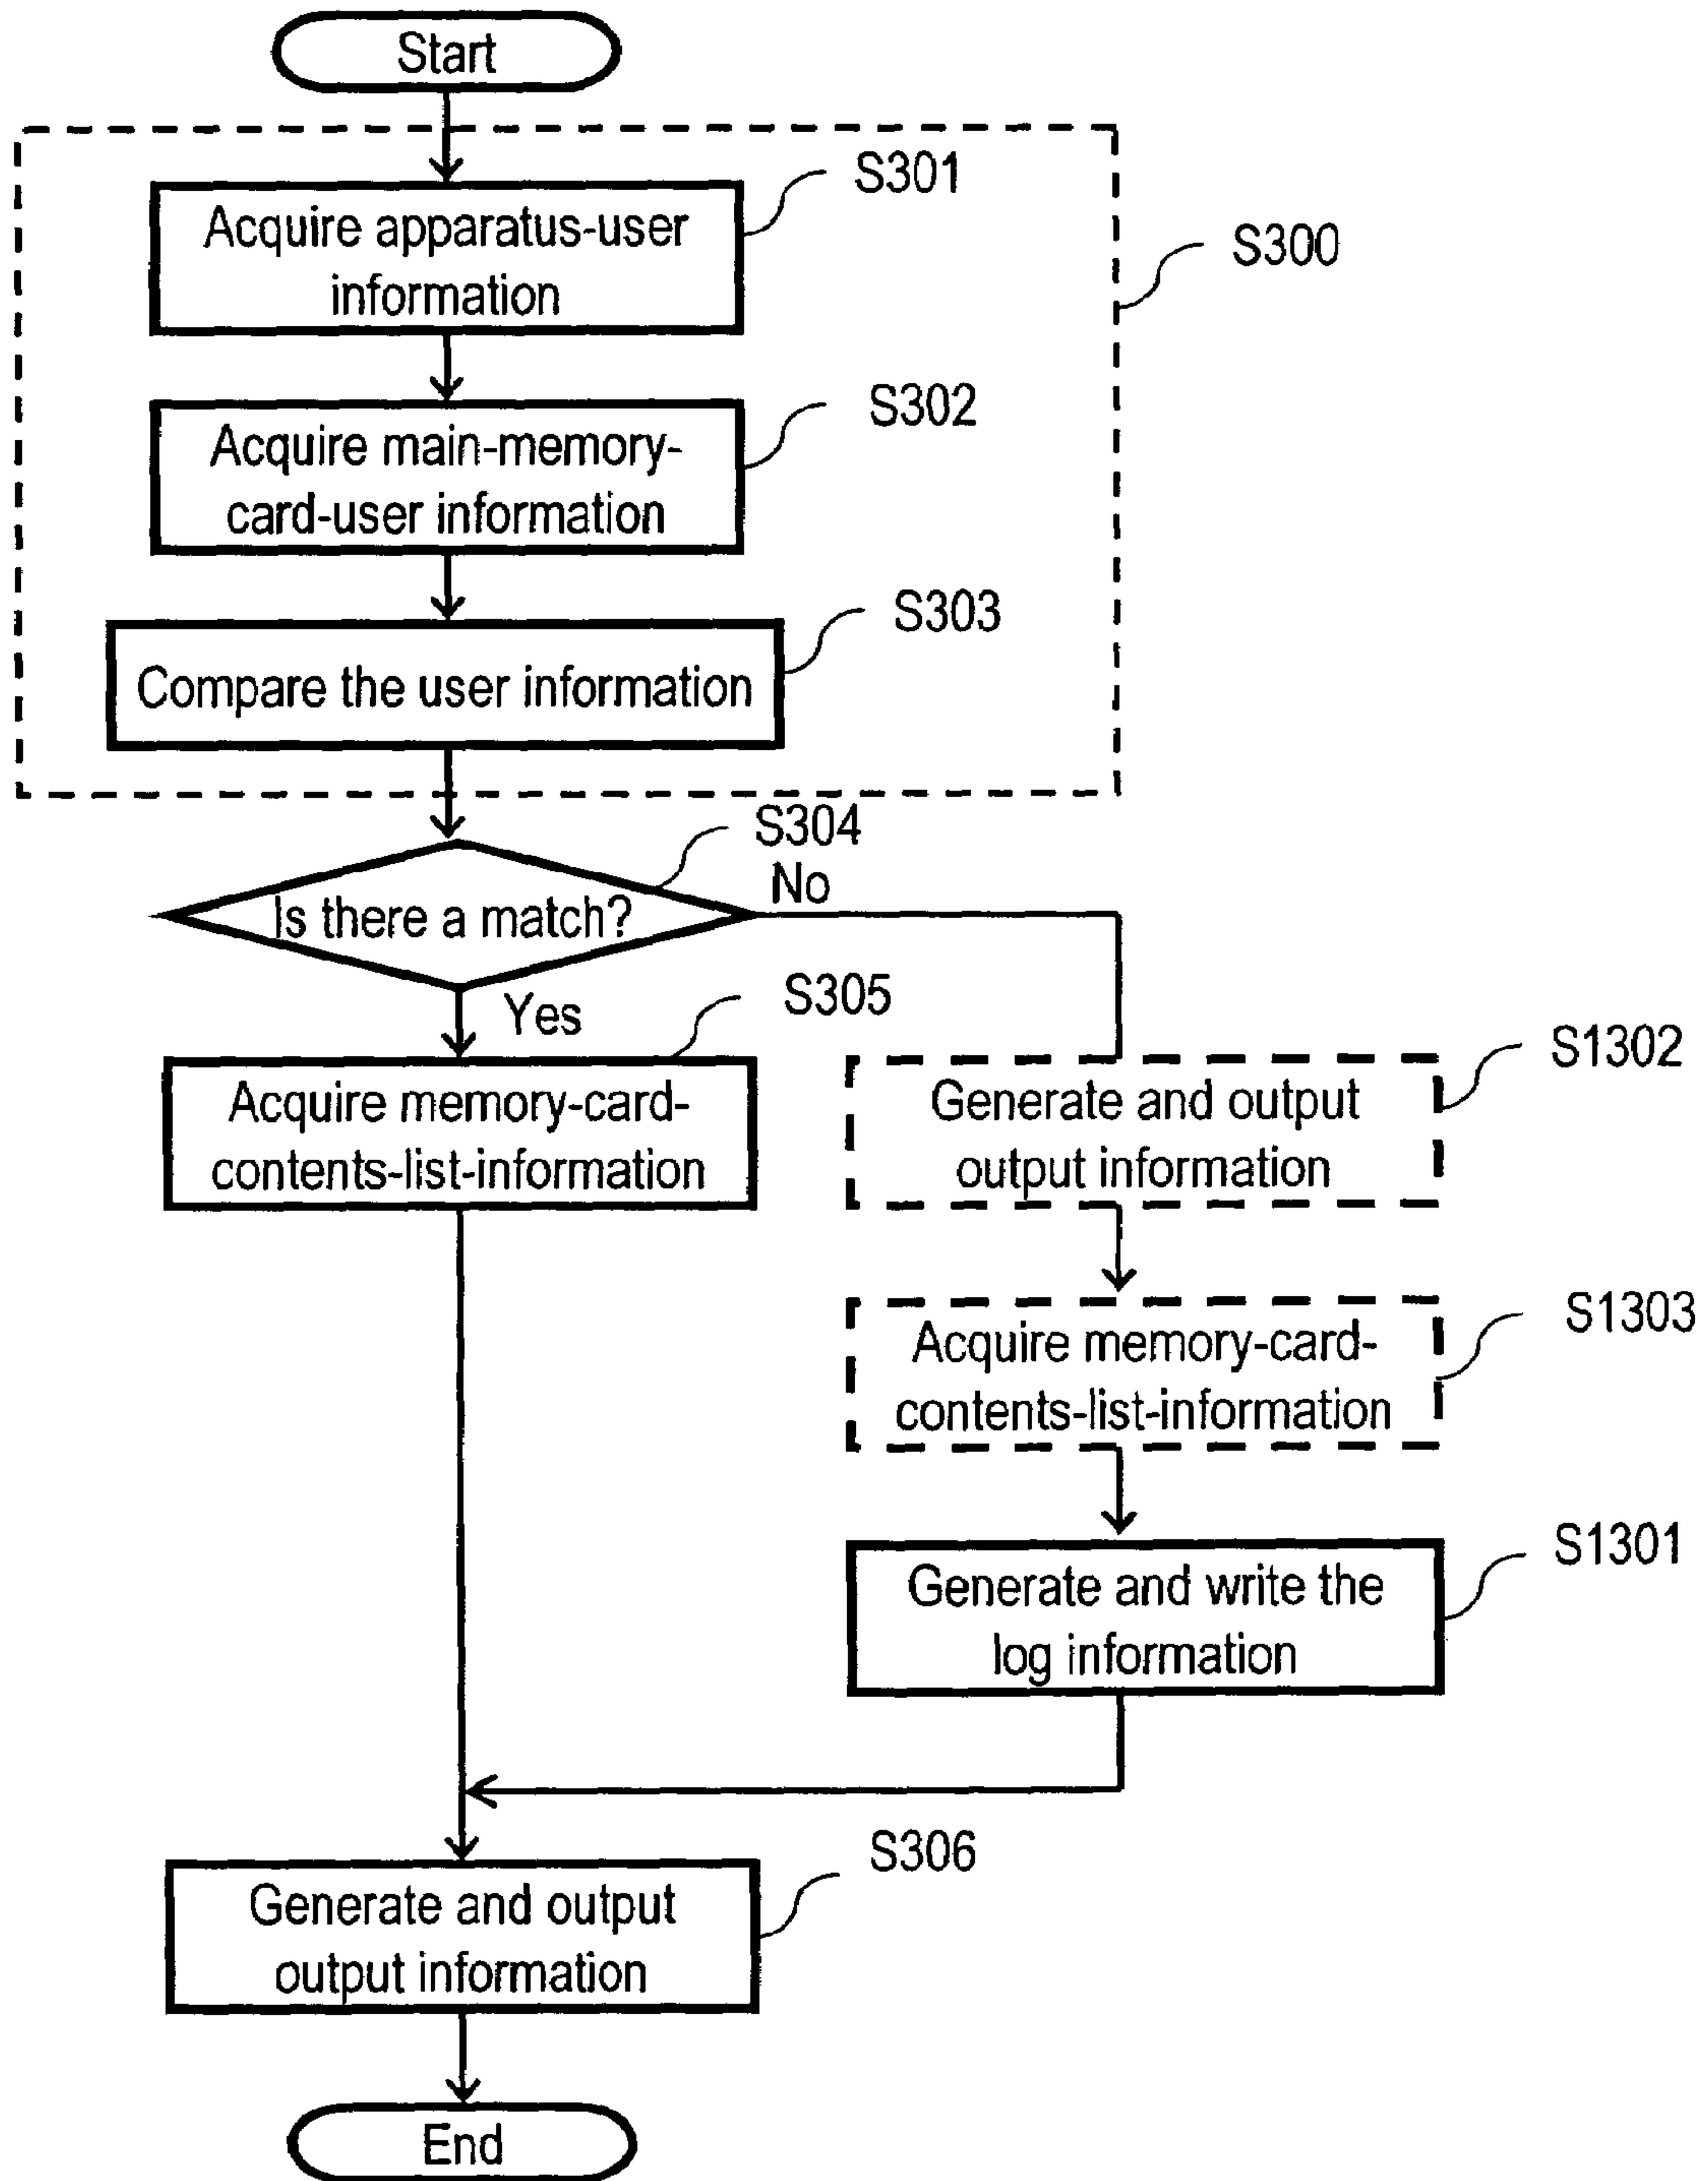 Start
S301
Acquire apparatus-user
information
S300
S302
Acquire main-memory-
card-user information
S303
Compare the user information
S304
No
Is there a match?
Yes
S305
Acquire memory-card-
contents-list-information
S1302
Generate and output
output information
S1303
Acquire memory-card-
contents-list-information
S1301
Generate and write the
log information
S306
Generate and output
output information
End